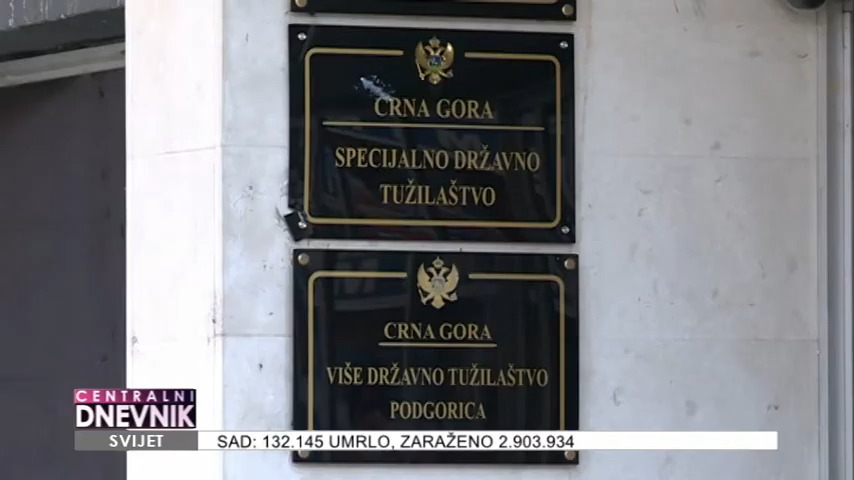 CRNA GORA
SPECIJALNO DRŽAVNO
TUŽILAŠTVO
CRNA GORA
VIŠE DRŽAVNO TUŽILAŠTVO
PODGORICA
CENTRALNI
DNEVNIK
SVIJET
SAD: 132.145 UMRLO, ZARAŽENO 2.903.934